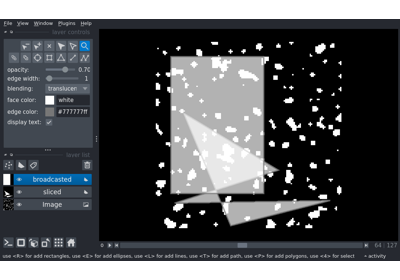 File View Window Plugins Help
layer controls
opacity: 0.70
edge width: 1
blending: translucen
face color: white
edge color: #777777ff
display text:
layer list
broadcasted
sliced
Image
64 | 127
use <R> for add rectangles, use <E> for add ellipses, use <L> for add lines, use <T> for add path, use <P> for add polygons, use <4> for select activity